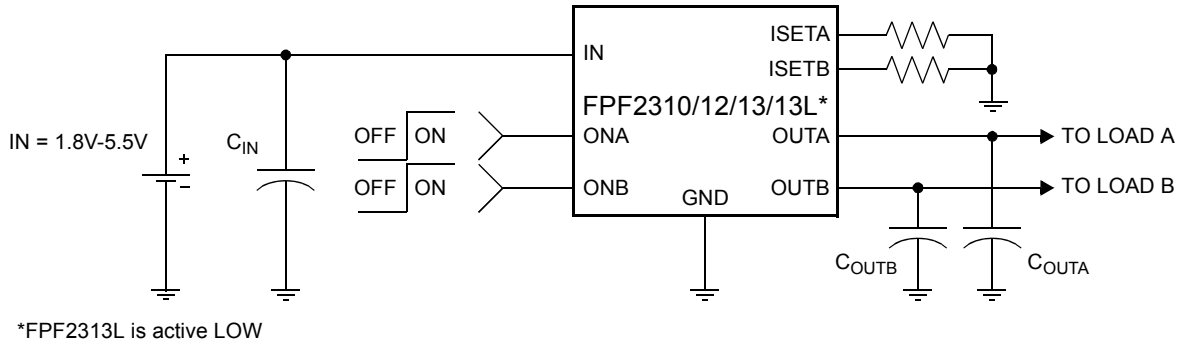 ISETA
IN
ISETB
FPF2310/12/13/13L*
IN = 1.8V-5.5V
CIN
OFF ON
ONA
OUTA
TO LOAD A
+
-
OFF ON
ONB
OUTB
TO LOAD B
GND
COUTB
COUTA
*FPF2313L is active LOW